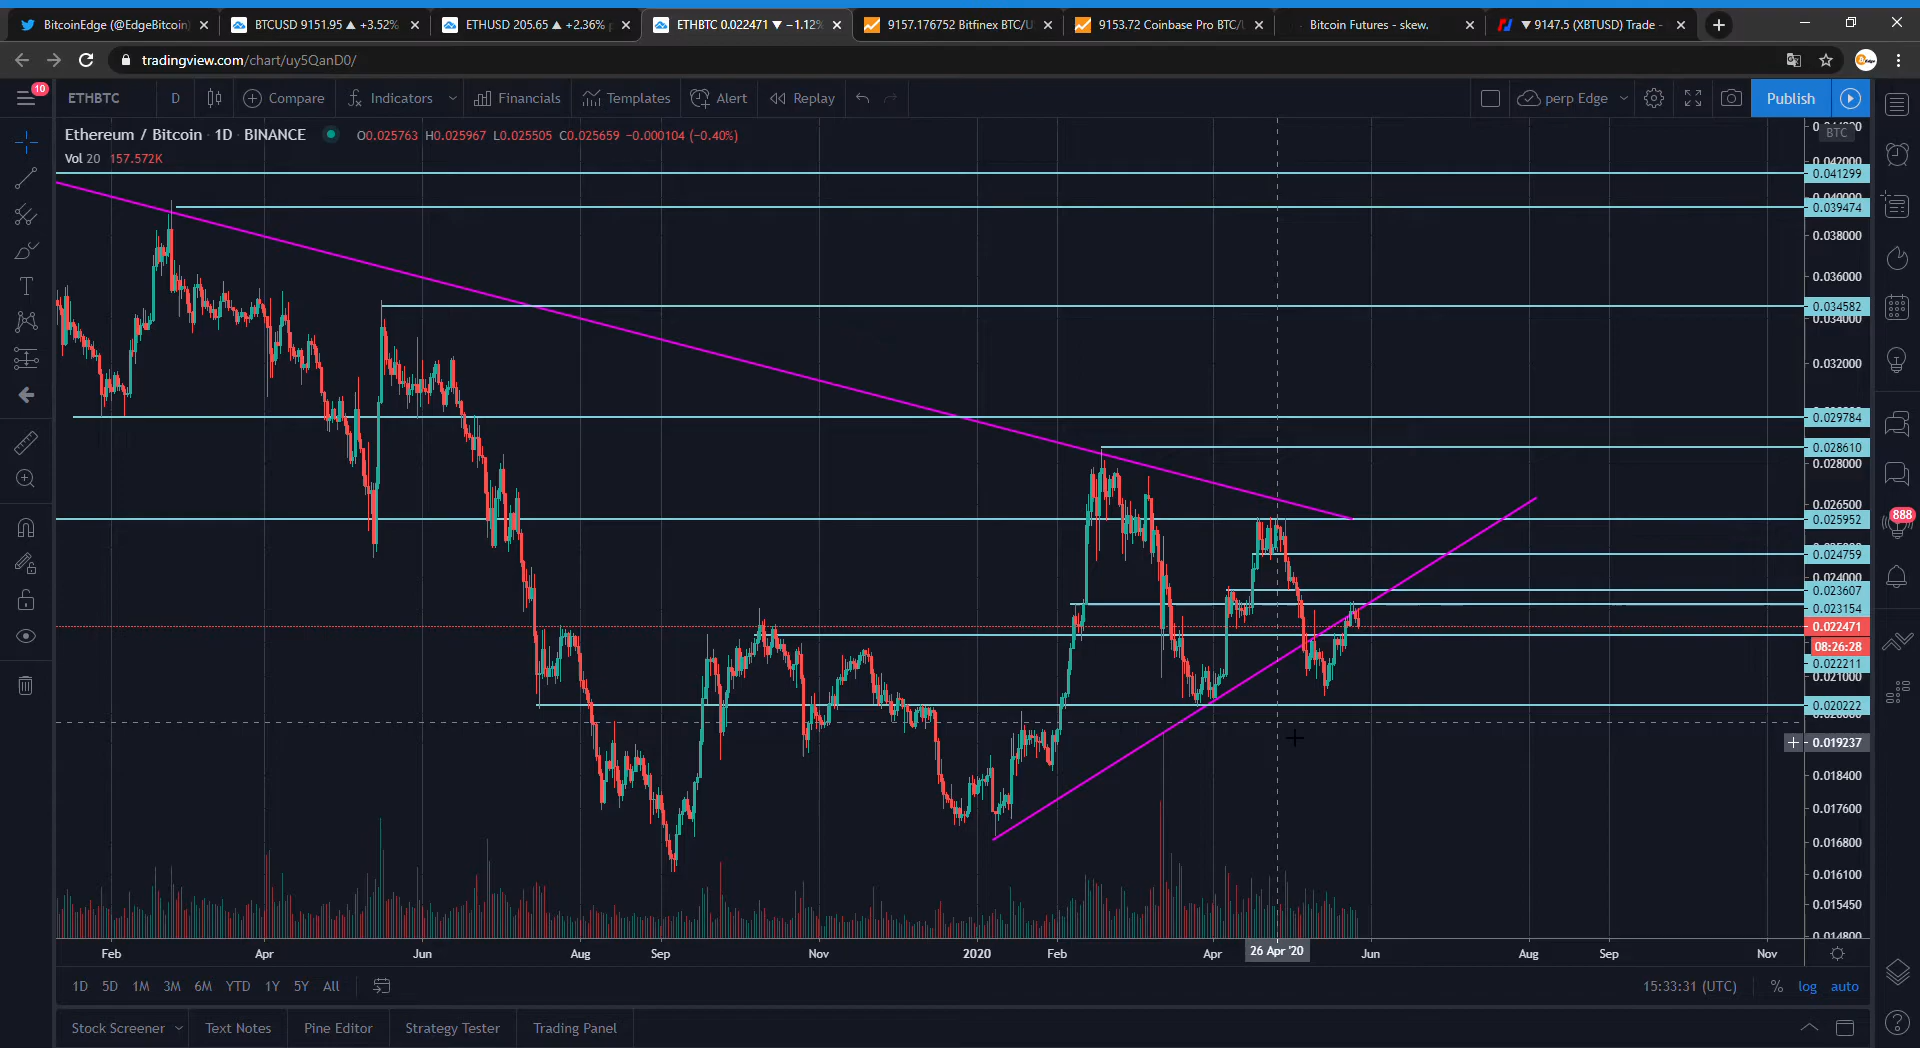 BitcoinEdge (@EdgeBitcoin)
BTCUSD 9151.95 ▲ +3.52%
ETHUSD 205.65 ▲ +2.36%
ETHBTC 0.022471 ▼ −1.12%
9157.176752 Bitfinex BTC/U
9153.72 Coinbase Pro BTC/
Bitcoin Futures - skew.
▼ 9147.5 (XBTUSD) Trade -
tradingview.com/chart/uy5QanD0/
10
ETHBTC
D
Compare
Indicators
Financials
Templates
Alert
Replay
perp Edge
Publish
Ethereum / Bitcoin 1D BINANCE
O0.025763 H0.025967 L0.025505 C0.025659 −0.000104 (−0.40%)
Vol 20 157.572K
BTC
0.042000
0.041299
0.039474
0.038000
0.036000
0.034582
0.034000
0.032000
0.029784
0.028610
0.028000
0.026500
0.025952
0.024759
0.024000
0.023607
0.023154
0.022471
08:26:28
0.022211
0.021000
0.020222
0.019237
0.018400
0.017600
0.016800
0.016100
0.015450
0.014800
888
Feb
Apr
Jun
Aug
Sep
Nov
2020
Feb
Apr
26 Apr '20
Jun
Aug
Sep
Nov
1D 5D 1M 3M 6M YTD 1Y 5Y All
15:33:31 (UTC)
% log auto
Stock Screener
Text Notes
Pine Editor
Strategy Tester
Trading Panel